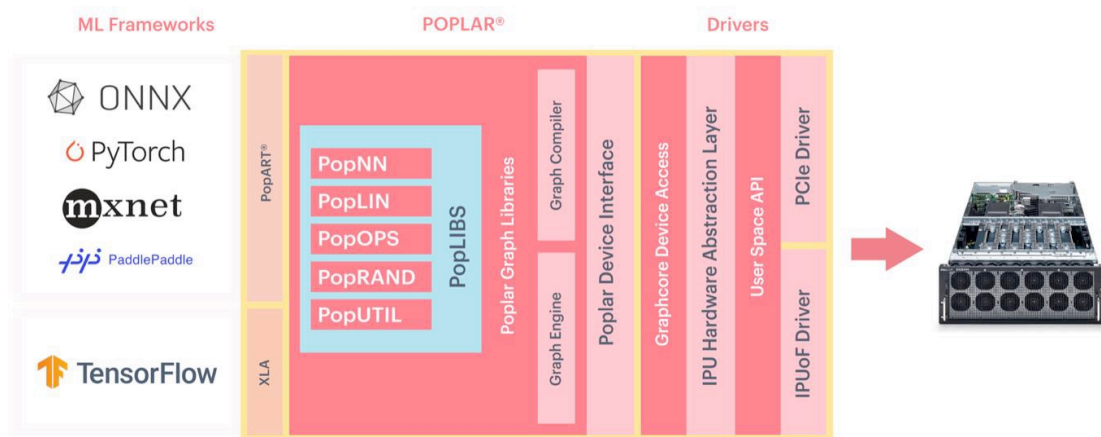 ML Frameworks
POPLAR®
Drivers
ONNX
PyTorch
mxnet
PaddlePaddle
TensorFlow
PopART®
XLA
PopNN
PopLIN
PopOPS
PopRAND
PopUTIL
PopLIBS
Poplar Graph Libraries
Graph Compiler
Graph Engine
Poplar Device Interface
Graphcore Device Access
IPU Hardware Abstraction Layer
User Space API
PCIe Driver
IPUoF Driver